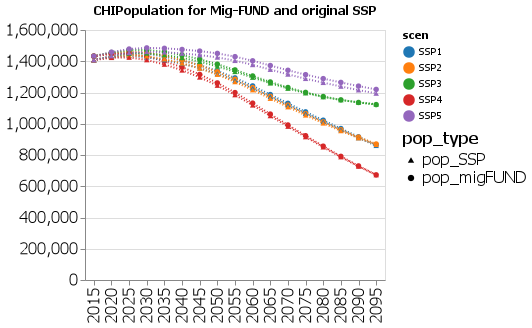 CHIPopulation for Mig-FUND and original SSP
1,600,000
1,400,000
1,200,000
1,000,000
800,000
600,000
400,000
200,000
0
2015
2020
2025
2030
2035
2040
2045
2050
2055
2060
2065
2070
2075
2080
2085
2090
2095
scen
SSP1
SSP2
SSP3
SSP4
SSP5
pop_type
pop_SSP
pop_migFUND